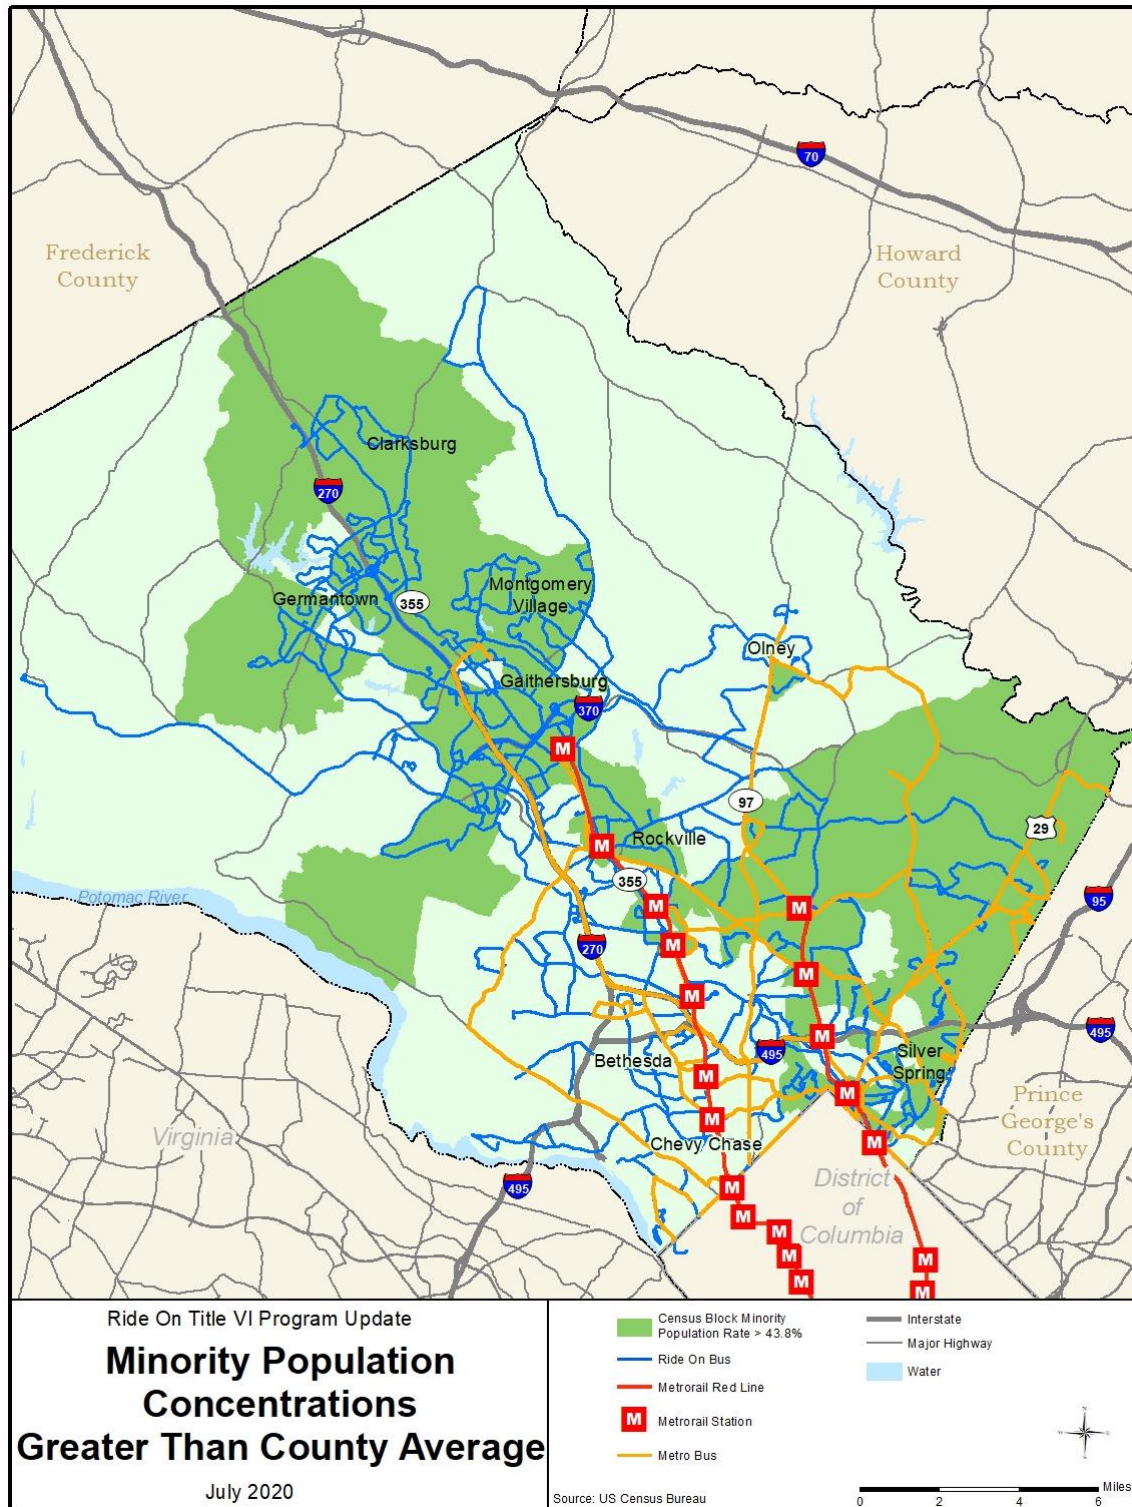 70
Frederick
County
Howard
County
Clarksburg
270
Montgomery
Village
Germantown
355
Olney
Gaithersburg
370
M
97
29
Rockville
M
355
Potomac River
95
M
M
270
M
M
M
495
M
495
Silver
Spring
Bethesda
M
M
Prince
George's
County
M
Chevy Chase
Virginia
M
District
of
Columbia
495
M
M
M
M
M
M
M
Ride On Title VI Program Update
Minority Population
Concentrations
Greater Than County Average
July 2020
Census Block Minority
Population Rate > 43.8%
Ride On Bus
Metrorail Red Line
M Metrorail Station
Metro Bus
Interstate
Major Highway
Water
N
W E
S
Source: US Census Bureau
Miles
0 2 4 6